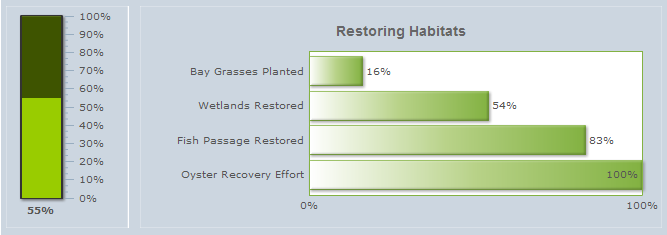 100%
90%
80%
70%
60%
50%
40%
30%
20%
10%
0%
55%
Restoring Habitats
Bay Grasses Planted 16%
Wetlands Restored 54%
Fish Passage Restored 83%
Oyster Recovery Effort 100%
0% 100%